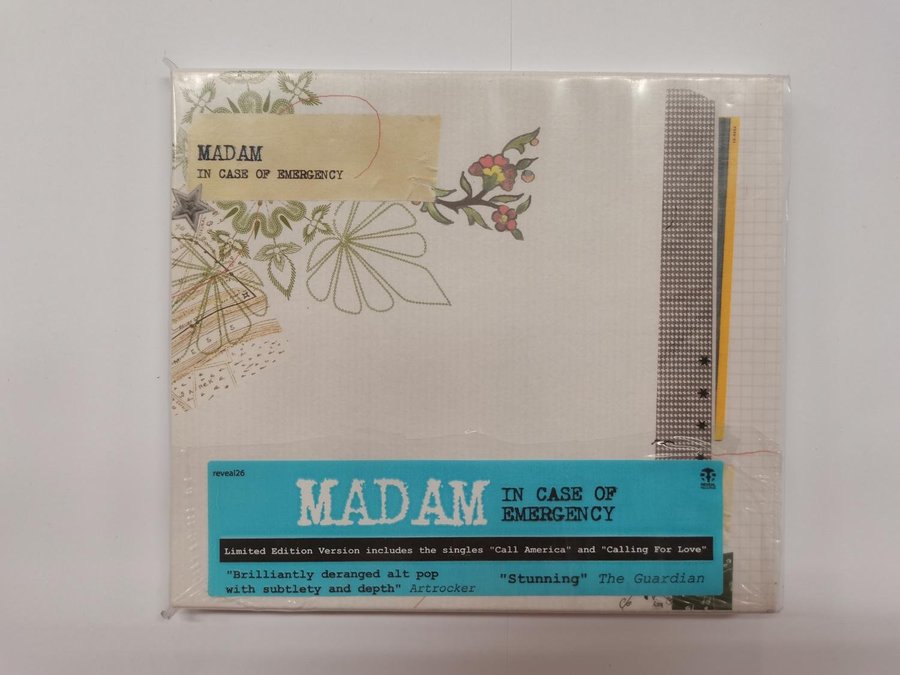 MADAM
IN CASE OF EMERGENCY
reveal26
MADAM
IN CASE OF
EMERGENCY
REVEAL
Limited Edition Version includes the singles "Call America" and "Calling For Love"
"Brilliantly deranged alt pop
with subtlety and depth" Artrocker
"Stunning" The Guardian